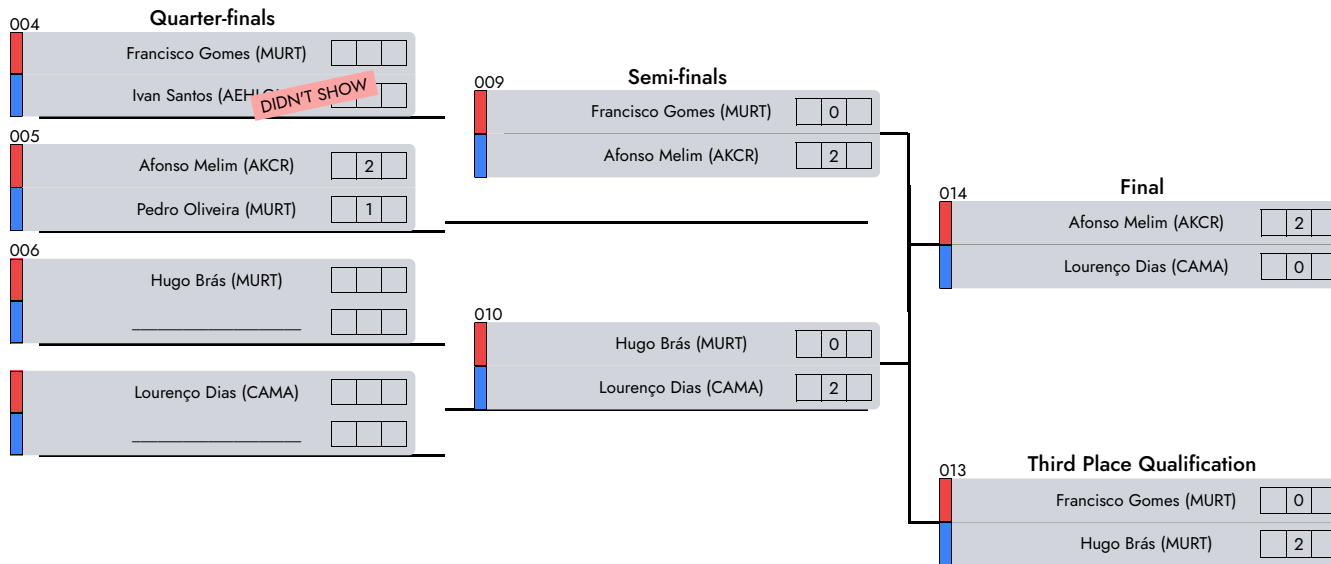 Quarter-finals
004
Francisco Gomes (MURT)
Ivan Santos
DIDN'T SHOW
005
Afonso Melim (AKCR) 2
Pedro Oliveira (MURT) 1
006
Hugo Brás (MURT)
____________________
Lourenço Dias (CAMA)
____________________
Semi-finals
009
Francisco Gomes (MURT) 0
Afonso Melim (AKCR) 2
010
Hugo Brás (MURT) 0
Lourenço Dias (CAMA) 2
Final
014
Afonso Melim (AKCR) 2
Lourenço Dias (CAMA) 0
Third Place Qualification
013
Francisco Gomes (MURT) 0
Hugo Brás (MURT) 2